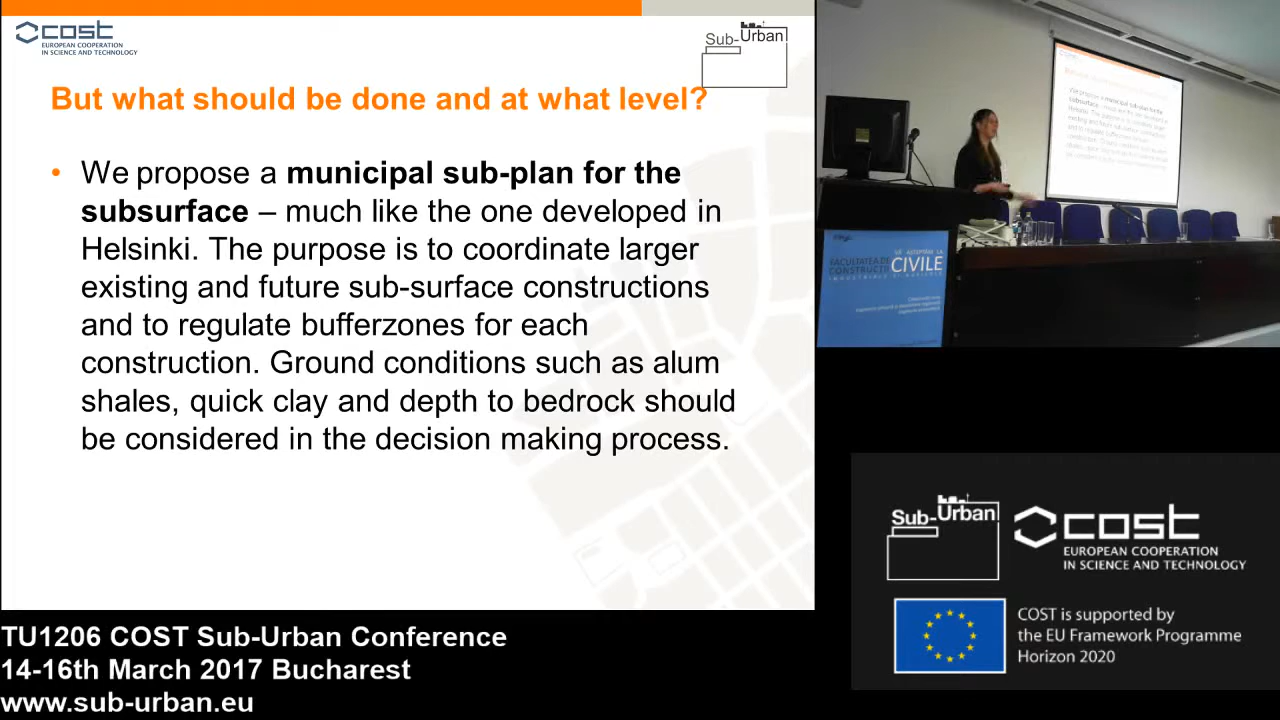 COST
EUROPEAN COOPERATION
IN SCIENCE AND TECHNOLOGY
Sub-Urban
But what should be done and at what level?
• We propose a municipal sub-plan for the
subsurface – much like the one developed in
Helsinki. The purpose is to coordinate larger
existing and future sub-surface constructions
and to regulate bufferzones for each
construction. Ground conditions such as alum
shales, quick clay and depth to bedrock should
be considered in the decision making process.
FACULTATEA DE
CONSTRUCȚII
CIVILE
Sub-Urban
COST
EUROPEAN COOPERATION
IN SCIENCE AND TECHNOLOGY
COST is supported by
the EU Framework Programme
Horizon 2020
TU1206 COST Sub-Urban Conference
14-16th March 2017 Bucharest
www.sub-urban.eu